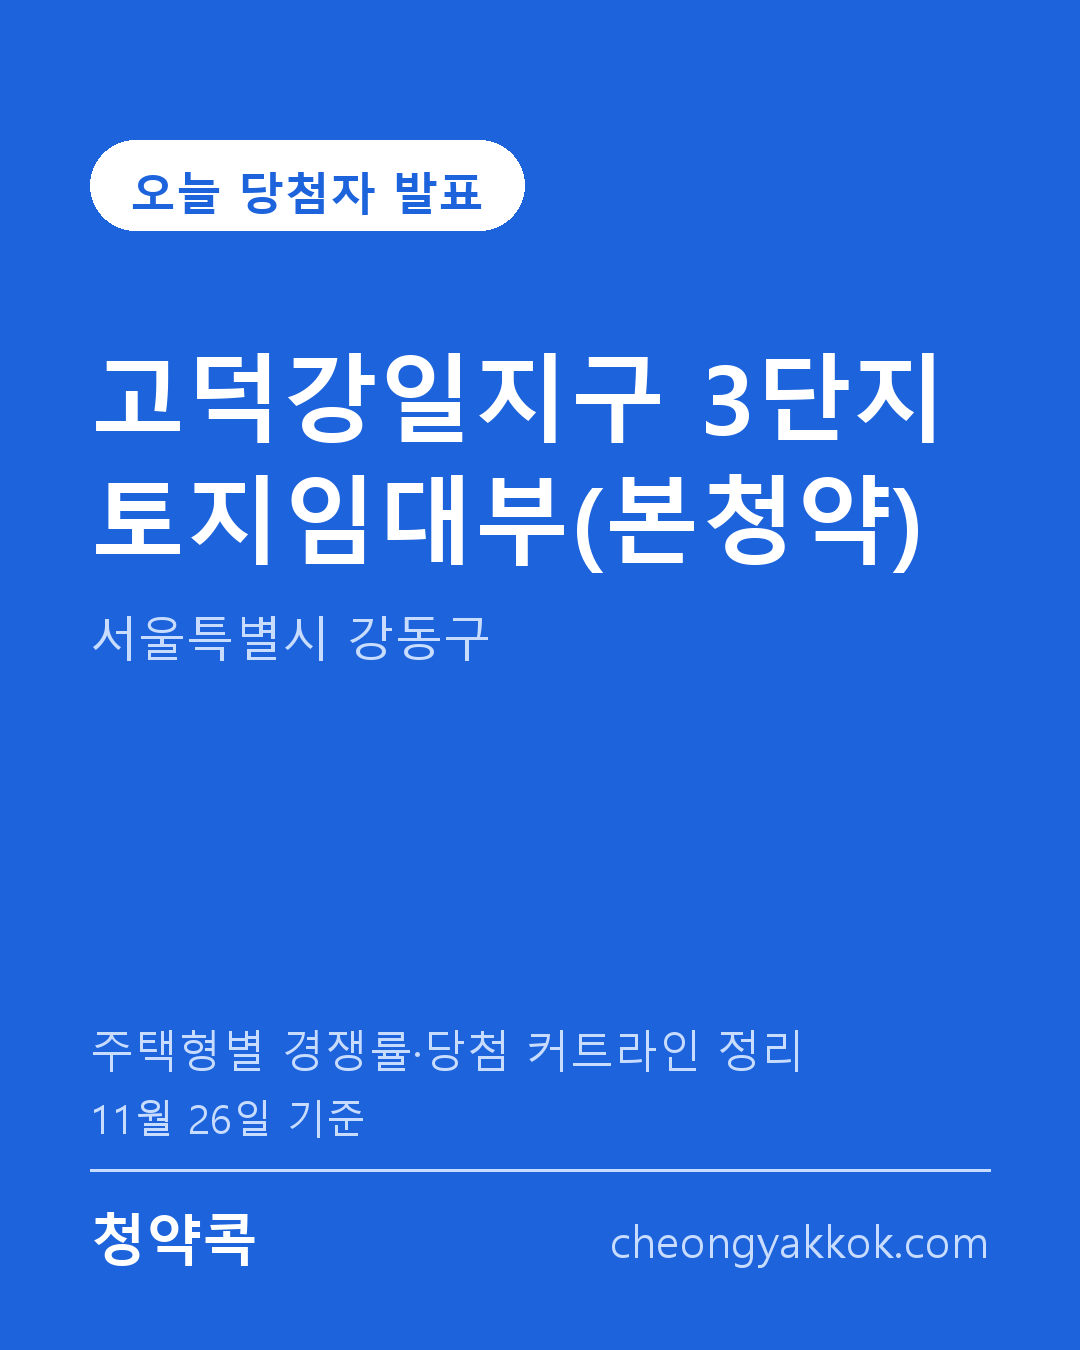 오늘 당첨자 발표
고덕강일지구 3단지
토지임대부(본청약)
서울특별시 강동구
주택형별 경쟁률·당첨 커트라인 정리
11월 26일 기준
청약콕
cheongyakkok.com